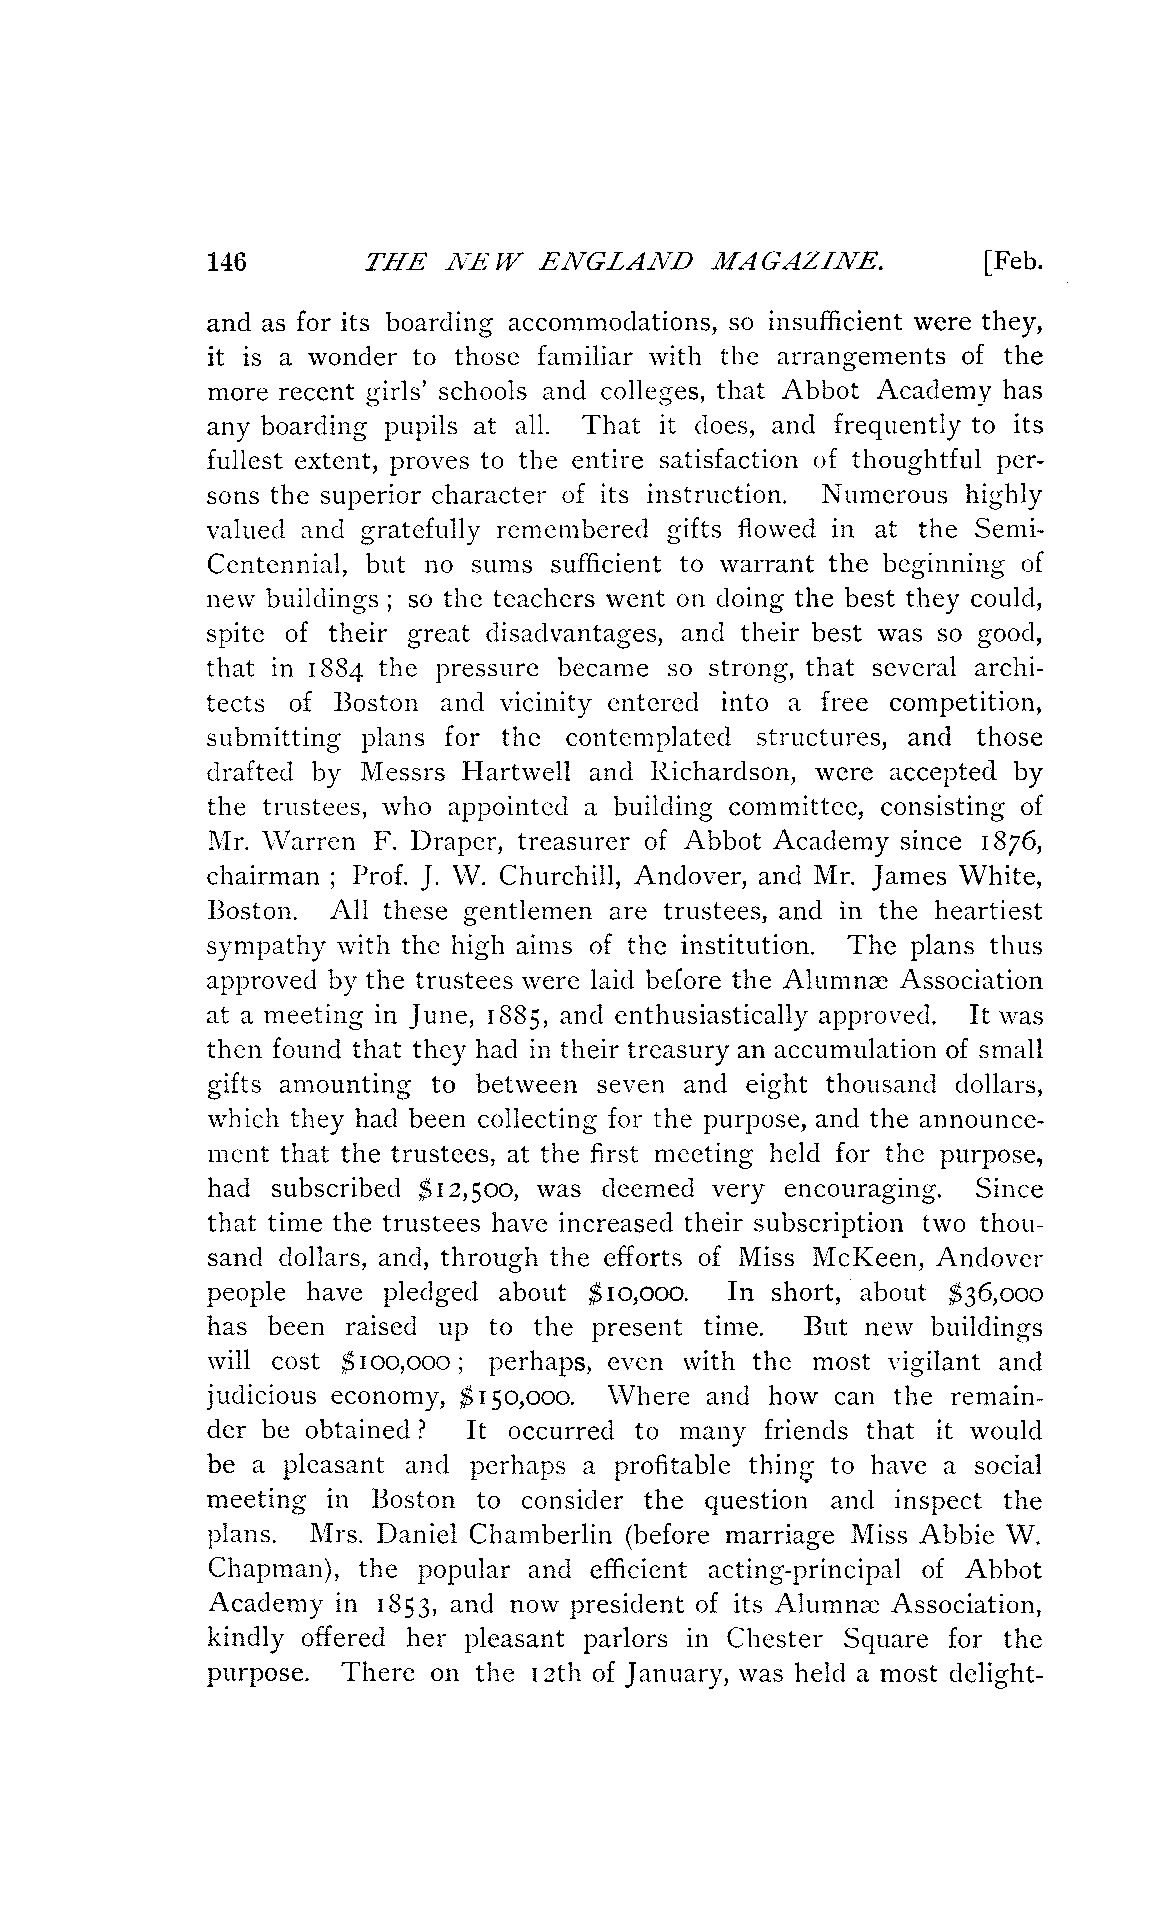 146 THE NEW ENGLAND MAGAZINE. [Feb.
and as for its boarding accommodations, so insufficient were they,
it is a wonder to those familiar with the arrangements of the
more recent girls' schools and colleges, that Abbot Academy has
any boarding pupils at all. That it does, and frequently to its
fullest extent, proves to the entire satisfaction of thoughtful per-
sons the superior character of its instruction. Numerous highly
valued and gratefully remembered gifts flowed in at the Semi-
Centennial, but no sums sufficient to warrant the beginning of
new buildings ; so the teachers went on doing the best they could,
spite of their great disadvantages, and their best was so good,
that in 1884 the pressure became so strong, that several archi-
tects of Boston and vicinity entered into a free competition,
submitting plans for the contemplated structures, and those
drafted by Messrs Hartwell and Richardson, were accepted by
the trustees, who appointed a building committee, consisting of
Mr. Warren F. Draper, treasurer of Abbot Academy since 1876,
chairman ; Prof. J. W. Churchill, Andover, and Mr. James White,
Boston. All these gentlemen are trustees, and in the heartiest
sympathy with the high aims of the institution. The plans thus
approved by the trustees were laid before the Alumnæ Association
at a meeting in June, 1885, and enthusiastically approved. It was
then found that they had in their treasury an accumulation of small
gifts amounting to between seven and eight thousand dollars,
which they had been collecting for the purpose, and the announce-
ment that the trustees, at the first meeting held for the purpose,
had subscribed $12,500, was deemed very encouraging. Since
that time the trustees have increased their subscription two thou-
sand dollars, and, through the efforts of Miss McKeen, Andover
people have pledged about $10,000. In short, about $36,000
has been raised up to the present time. But new buildings
will cost $100,000 ; perhaps, even with the most vigilant and
judicious economy, $150,000. Where and how can the remain-
der be obtained ? It occurred to many friends that it would
be a pleasant and perhaps a profitable thing to have a social
meeting in Boston to consider the question and inspect the
plans. Mrs. Daniel Chamberlin (before marriage Miss Abbie W.
Chapman), the popular and efficient acting-principal of Abbot
Academy in 1853, and now president of its Alumnæ Association,
kindly offered her pleasant parlors in Chester Square for the
purpose. There on the 12th of January, was held a most delight-